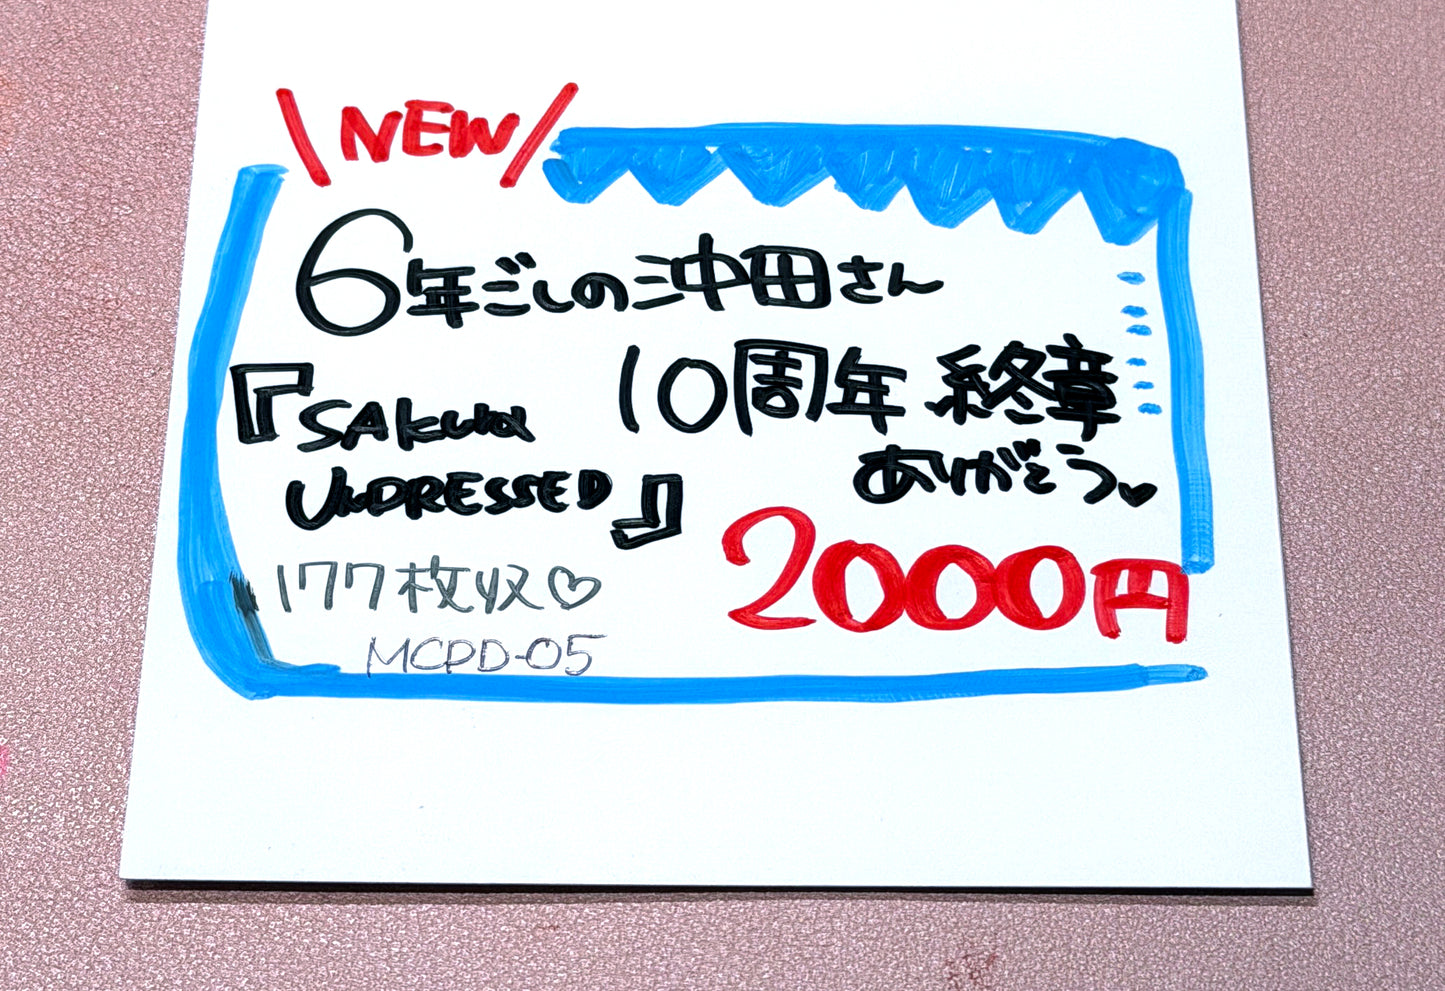 \NEW/
6年ごしの沖田さん
10周年 終章
ありがとう♥
『SAKURA
UNDRESSED』
2000円
177枚収♡
MCPD-05